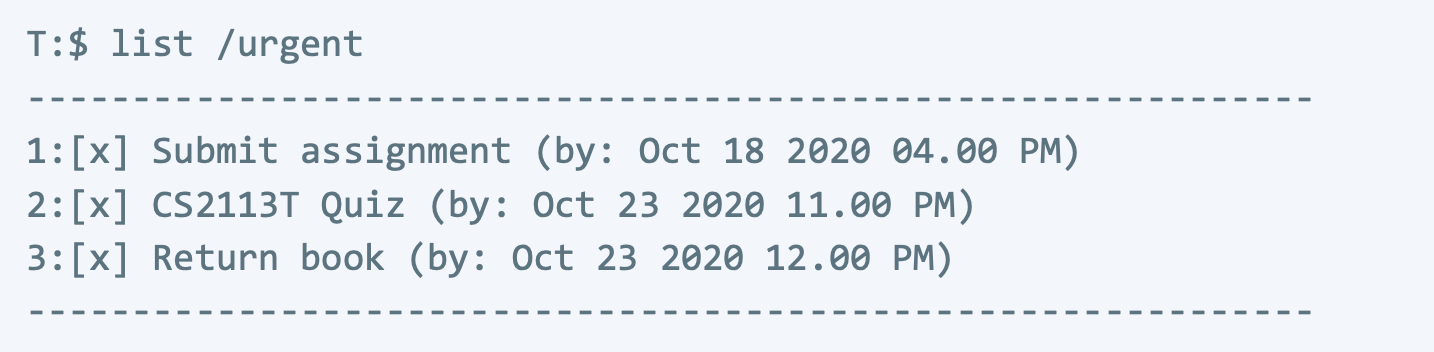 T:$ list /urgent
-------------------------------------------------------------
1:[x] Submit assignment (by: Oct 18 2020 04.00 PM)
2:[x] CS2113T Quiz (by: Oct 23 2020 11.00 PM)
3:[x] Return book (by: Oct 23 2020 12.00 PM)
-------------------------------------------------------------